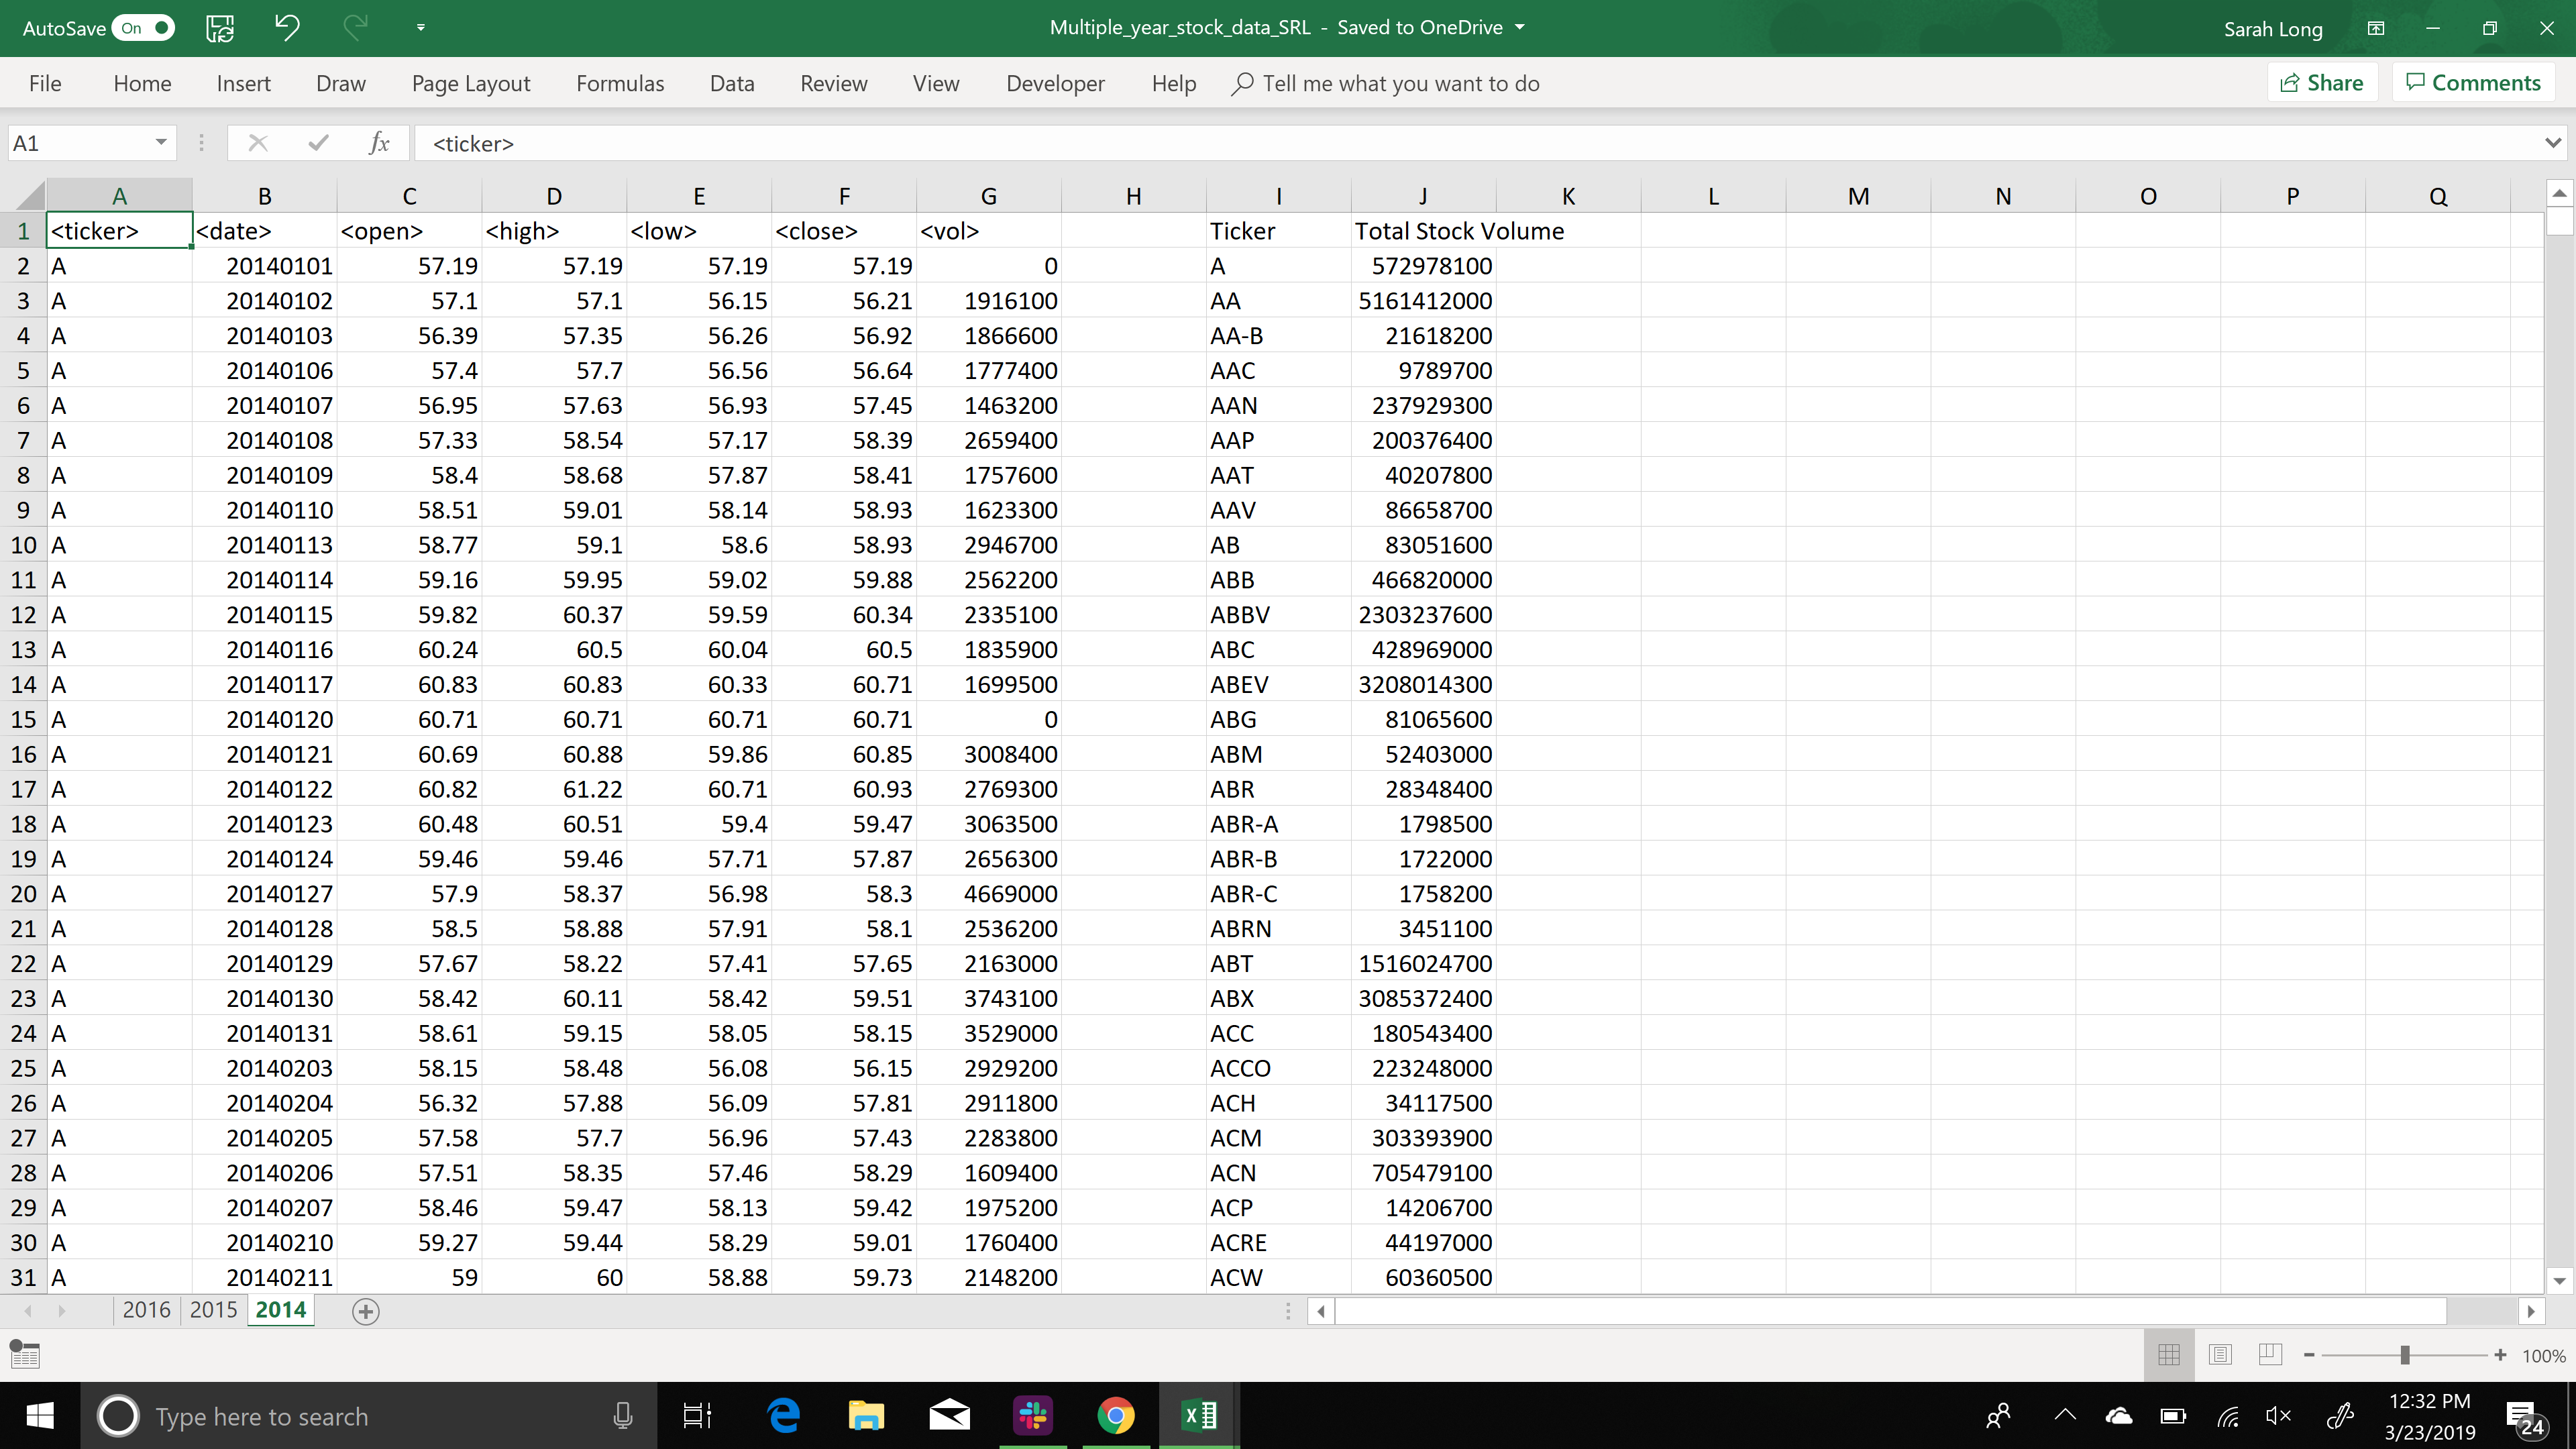 AutoSave On Multiple_year_stock_data_SRL - Saved to OneDrive Sarah Long
File Home Insert Draw Page Layout Formulas Data Review View Developer Help Tell me what you want to do Share Comments
A1 fx <ticker>
A B C D E F G H I J K L M N O P Q
1 <ticker> <date> <open> <high> <low> <close> <vol> Ticker Total Stock Volume
2 A 20140101 57.19 57.19 57.19 57.19 0 A 572978100
3 A 20140102 57.1 57.1 56.15 56.21 1916100 AA 5161412000
4 A 20140103 56.39 57.35 56.26 56.92 1866600 AA-B 21618200
5 A 20140106 57.4 57.7 56.56 56.64 1777400 AAC 9789700
6 A 20140107 56.95 57.63 56.93 57.45 1463200 AAN 237929300
7 A 20140108 57.33 58.54 57.17 58.39 2659400 AAP 200376400
8 A 20140109 58.4 58.68 57.87 58.41 1757600 AAT 40207800
9 A 20140110 58.51 59.01 58.14 58.93 1623300 AAV 86658700
10 A 20140113 58.77 59.1 58.6 58.93 2946700 AB 83051600
11 A 20140114 59.16 59.95 59.02 59.88 2562200 ABB 466820000
12 A 20140115 59.82 60.37 59.59 60.34 2335100 ABBV 2303237600
13 A 20140116 60.24 60.5 60.04 60.5 1835900 ABC 428969000
14 A 20140117 60.83 60.83 60.33 60.71 1699500 ABEV 3208014300
15 A 20140120 60.71 60.71 60.71 60.71 0 ABG 81065600
16 A 20140121 60.69 60.88 59.86 60.85 3008400 ABM 52403000
17 A 20140122 60.82 61.22 60.71 60.93 2769300 ABR 28348400
18 A 20140123 60.48 60.51 59.4 59.47 3063500 ABR-A 1798500
19 A 20140124 59.46 59.46 57.71 57.87 2656300 ABR-B 1722000
20 A 20140127 57.9 58.37 56.98 58.3 4669000 ABR-C 1758200
21 A 20140128 58.5 58.88 57.91 58.1 2536200 ABRN 3451100
22 A 20140129 57.67 58.22 57.41 57.65 2163000 ABT 1516024700
23 A 20140130 58.42 60.11 58.42 59.51 3743100 ABX 3085372400
24 A 20140131 58.61 59.15 58.05 58.15 3529000 ACC 180543400
25 A 20140203 58.15 58.48 56.08 56.15 2929200 ACCO 223248000
26 A 20140204 56.32 57.88 56.09 57.81 2911800 ACH 34117500
27 A 20140205 57.58 57.7 56.96 57.43 2283800 ACM 303393900
28 A 20140206 57.51 58.35 57.46 58.29 1609400 ACN 705479100
29 A 20140207 58.46 59.47 58.13 59.42 1975200 ACP 14206700
30 A 20140210 59.27 59.44 58.29 59.01 1760400 ACRE 44197000
31 A 20140211 59 60 58.88 59.73 2148200 ACW 60360500
2016 2015 2014
100%
Type here to search 12:32 PM
3/23/2019 24